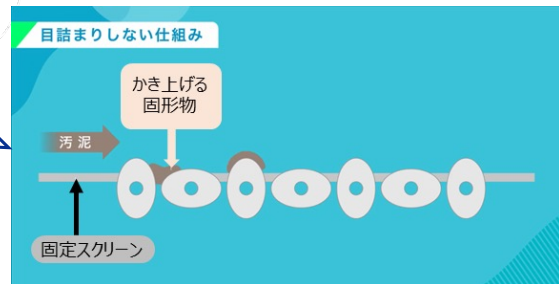 目詰まりしない仕組み
かき上げる
固形物
汚泥
固定スクリーン